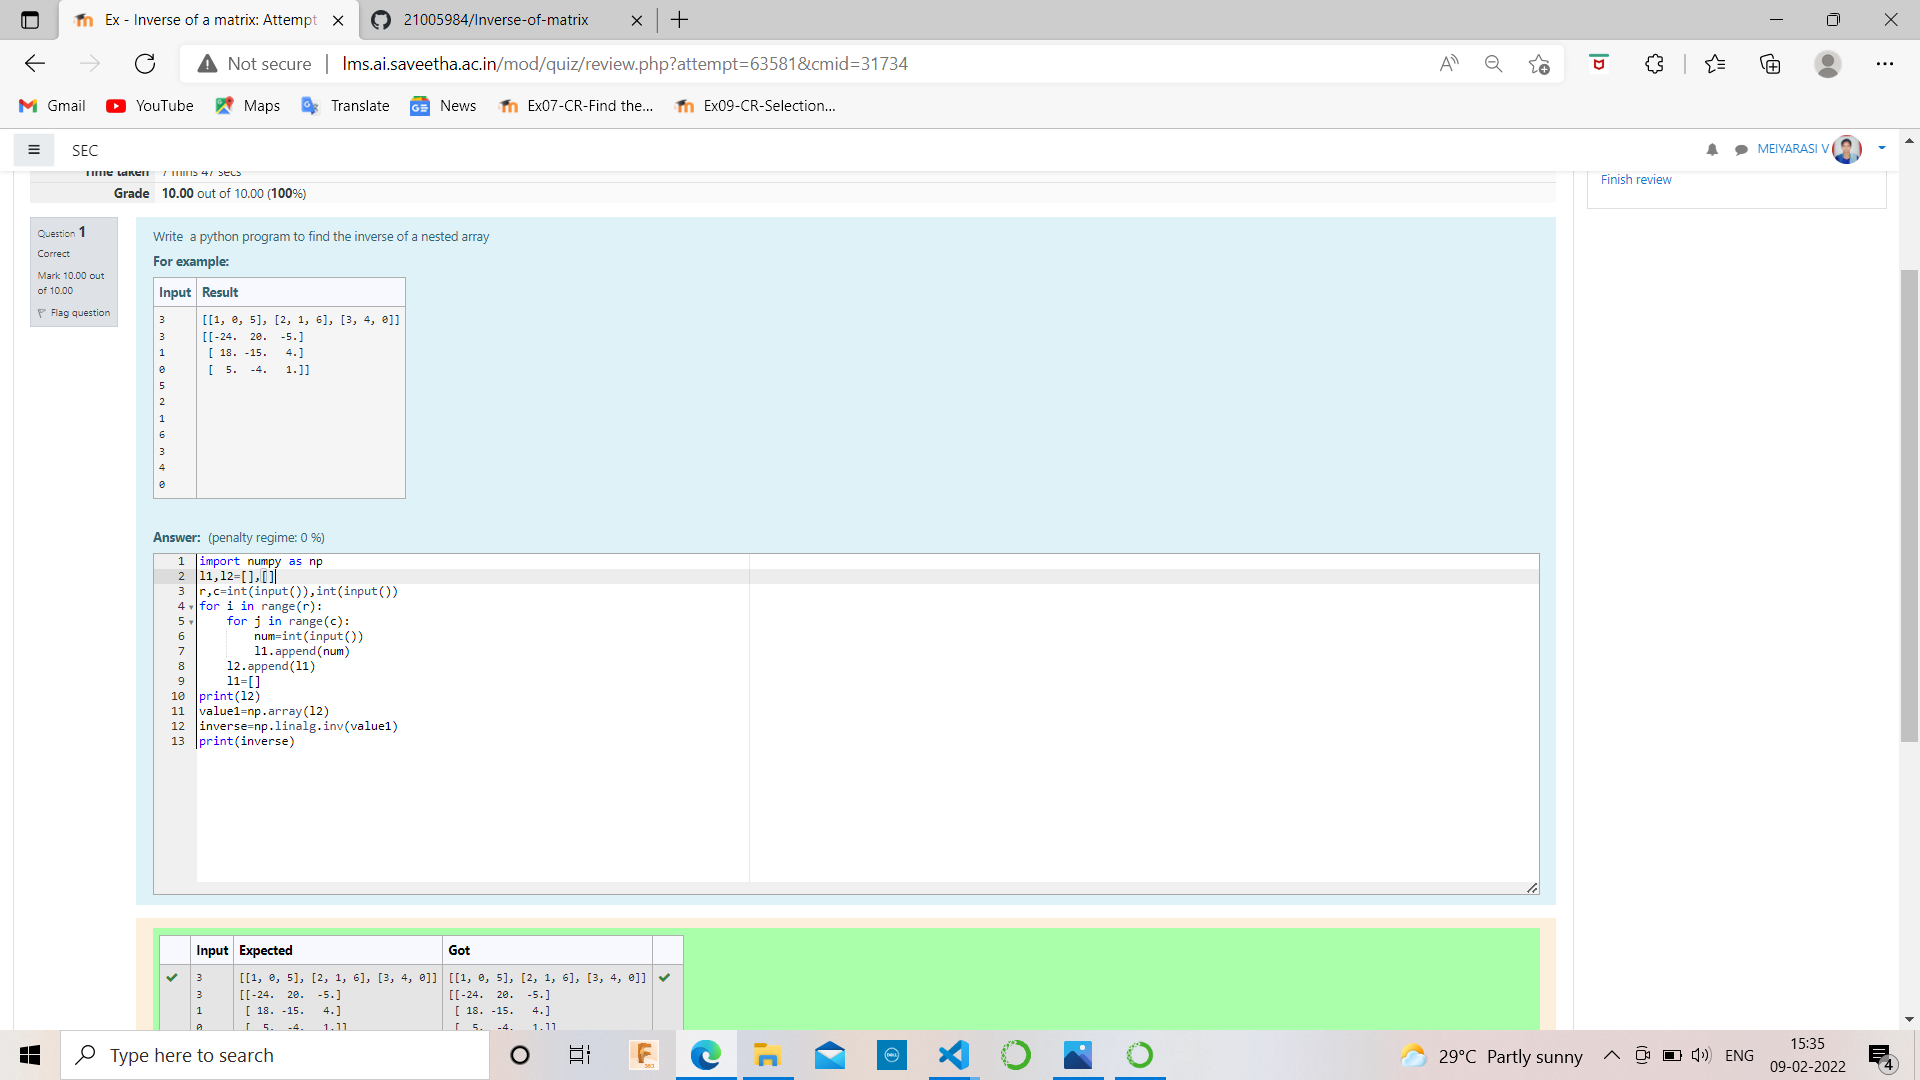 Ex - Inverse of a matrix: Attempt
21005984/Inverse-of-matrix
Not secure
lms.ai.saveetha.ac.in/mod/quiz/review.php?attempt=63581&cmid=31734
Gmail
YouTube
Maps
Translate
News
Ex07-CR-Find the...
Ex09-CR-Selection...
SEC
MEIYARASI V
Time taken 7 mins 47 secs
Grade 10.00 out of 10.00 (100%)
Finish review
Question 1
Correct
Mark 10.00 out
of 10.00
Flag question
Write a python program to find the inverse of a nested array
For example:
Input Result
3 [[1, 0, 5], [2, 1, 6], [3, 4, 0]]
3 [[-24. 20. -5.]
1 [ 18. -15. 4.]
0 [ 5. -4. 1.]]
5
2
1
6
3
4
0
Answer: (penalty regime: 0 %)
1 import numpy as np
2 l1,l2=[],[]
3 r,c=int(input()),int(input())
4 for i in range(r):
5 for j in range(c):
6 num=int(input())
7 l1.append(num)
8 l2.append(l1)
9 l1=[]
10 print(l2)
11 value1=np.array(l2)
12 inverse=np.linalg.inv(value1)
13 print(inverse)
Input Expected Got
3 [[1, 0, 5], [2, 1, 6], [3, 4, 0]] [[1, 0, 5], [2, 1, 6], [3, 4, 0]]
3 [[-24. 20. -5.] [[-24. 20. -5.]
1 [ 18. -15. 4.] [ 18. -15. 4.]
0 [ 5. -4. 1.]] [ 5. -4. 1.]]
Type here to search
29°C Partly sunny
ENG
15:35
09-02-2022
4